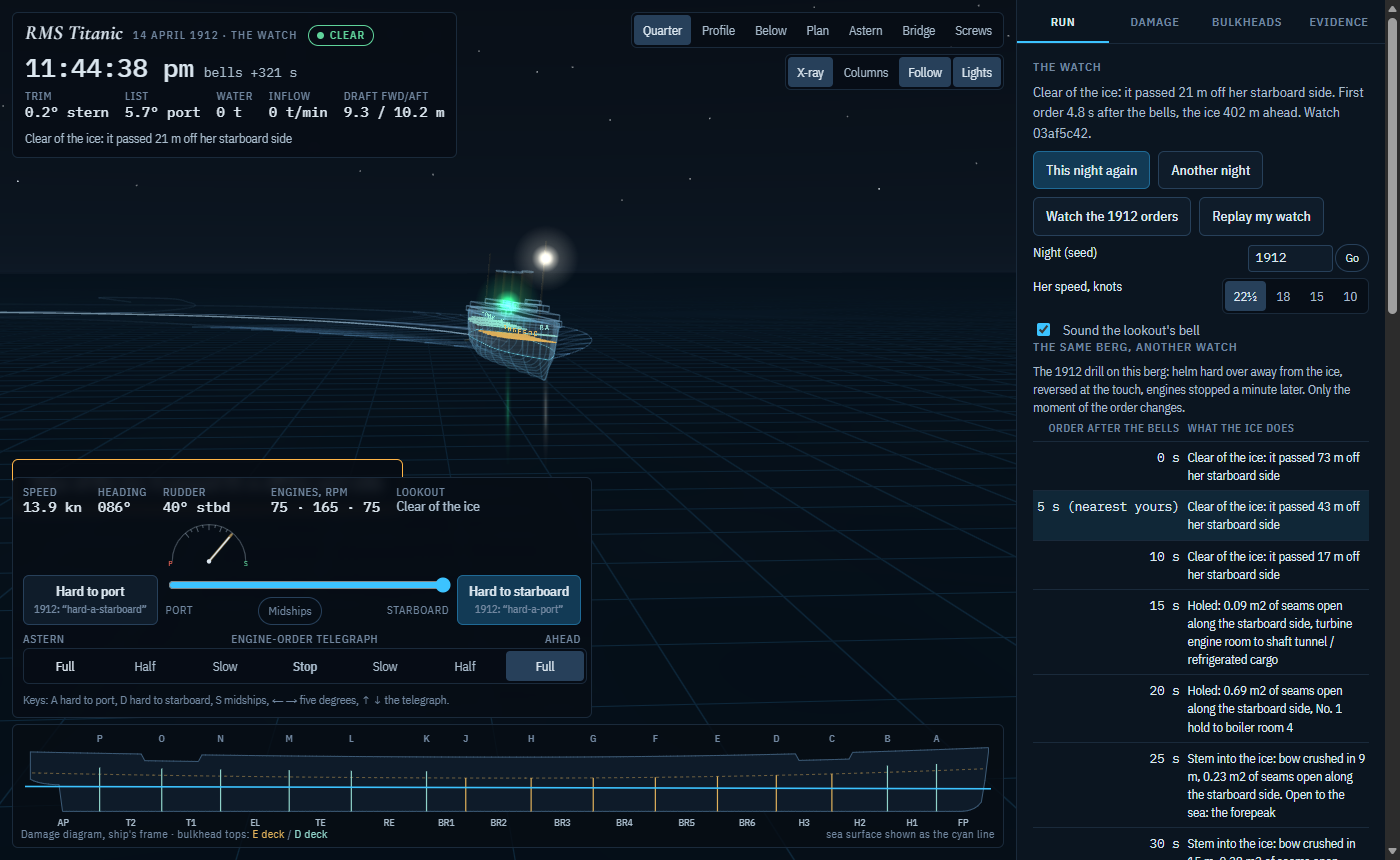 RMS Titanic 14 APRIL 1912 · THE WATCH CLEAR
11:44:38 pm bells +321 s
TRIM LIST WATER INFLOW DRAFT FWD/AFT
0.2° stern 5.7° port 0 t 0 t/min 9.3 / 10.2 m
Clear of the ice: it passed 21 m off her starboard side
Quarter Profile Below Plan Astern Bridge Screws
X-ray Columns Follow Lights
SPEED HEADING RUDDER ENGINES, RPM LOOKOUT
13.9 kn 086° 40° stbd 75 · 165 · 75 Clear of the ice
P S
Hard to port
1912: “hard-a-starboard”
PORT Midships STARBOARD
Hard to starboard
1912: “hard-a-port”
ASTERN ENGINE-ORDER TELEGRAPH AHEAD
Full Half Slow Stop Slow Half Full
Keys: A hard to port, D hard to starboard, S midships, ← → five degrees, ↑ ↓ the telegraph.
P O N M L K J H G F E D C B A
AP T2 T1 EL TE RE BR1 BR2 BR3 BR4 BR5 BR6 H3 H2 H1 FP
Damage diagram, ship's frame · bulkhead tops: E deck / D deck
sea surface shown as the cyan line
RUN DAMAGE BULKHEADS EVIDENCE
THE WATCH
Clear of the ice: it passed 21 m off her starboard side. First
order 4.8 s after the bells, the ice 402 m ahead. Watch
03af5c42.
This night again Another night
Watch the 1912 orders Replay my watch
Night (seed) 1912 Go
Her speed, knots 22½ 18 15 10
Sound the lookout's bell
THE SAME BERG, ANOTHER WATCH
The 1912 drill on this berg: helm hard over away from the ice,
reversed at the touch, engines stopped a minute later. Only the
moment of the order changes.
ORDER AFTER THE BELLS WHAT THE ICE DOES
0 s Clear of the ice: it passed 73 m off
her starboard side
5 s (nearest yours) Clear of the ice: it passed 43 m off
her starboard side
10 s Clear of the ice: it passed 17 m off
her starboard side
15 s Holed: 0.09 m2 of seams open
along the starboard side, turbine
engine room to shaft tunnel /
refrigerated cargo
20 s Holed: 0.69 m2 of seams open
along the starboard side, No. 1
hold to boiler room 4
25 s Stem into the ice: bow crushed in 9
m, 0.23 m2 of seams open along
the starboard side. Open to the
sea: the forepeak
30 s Stem into the ice: bow crushed in